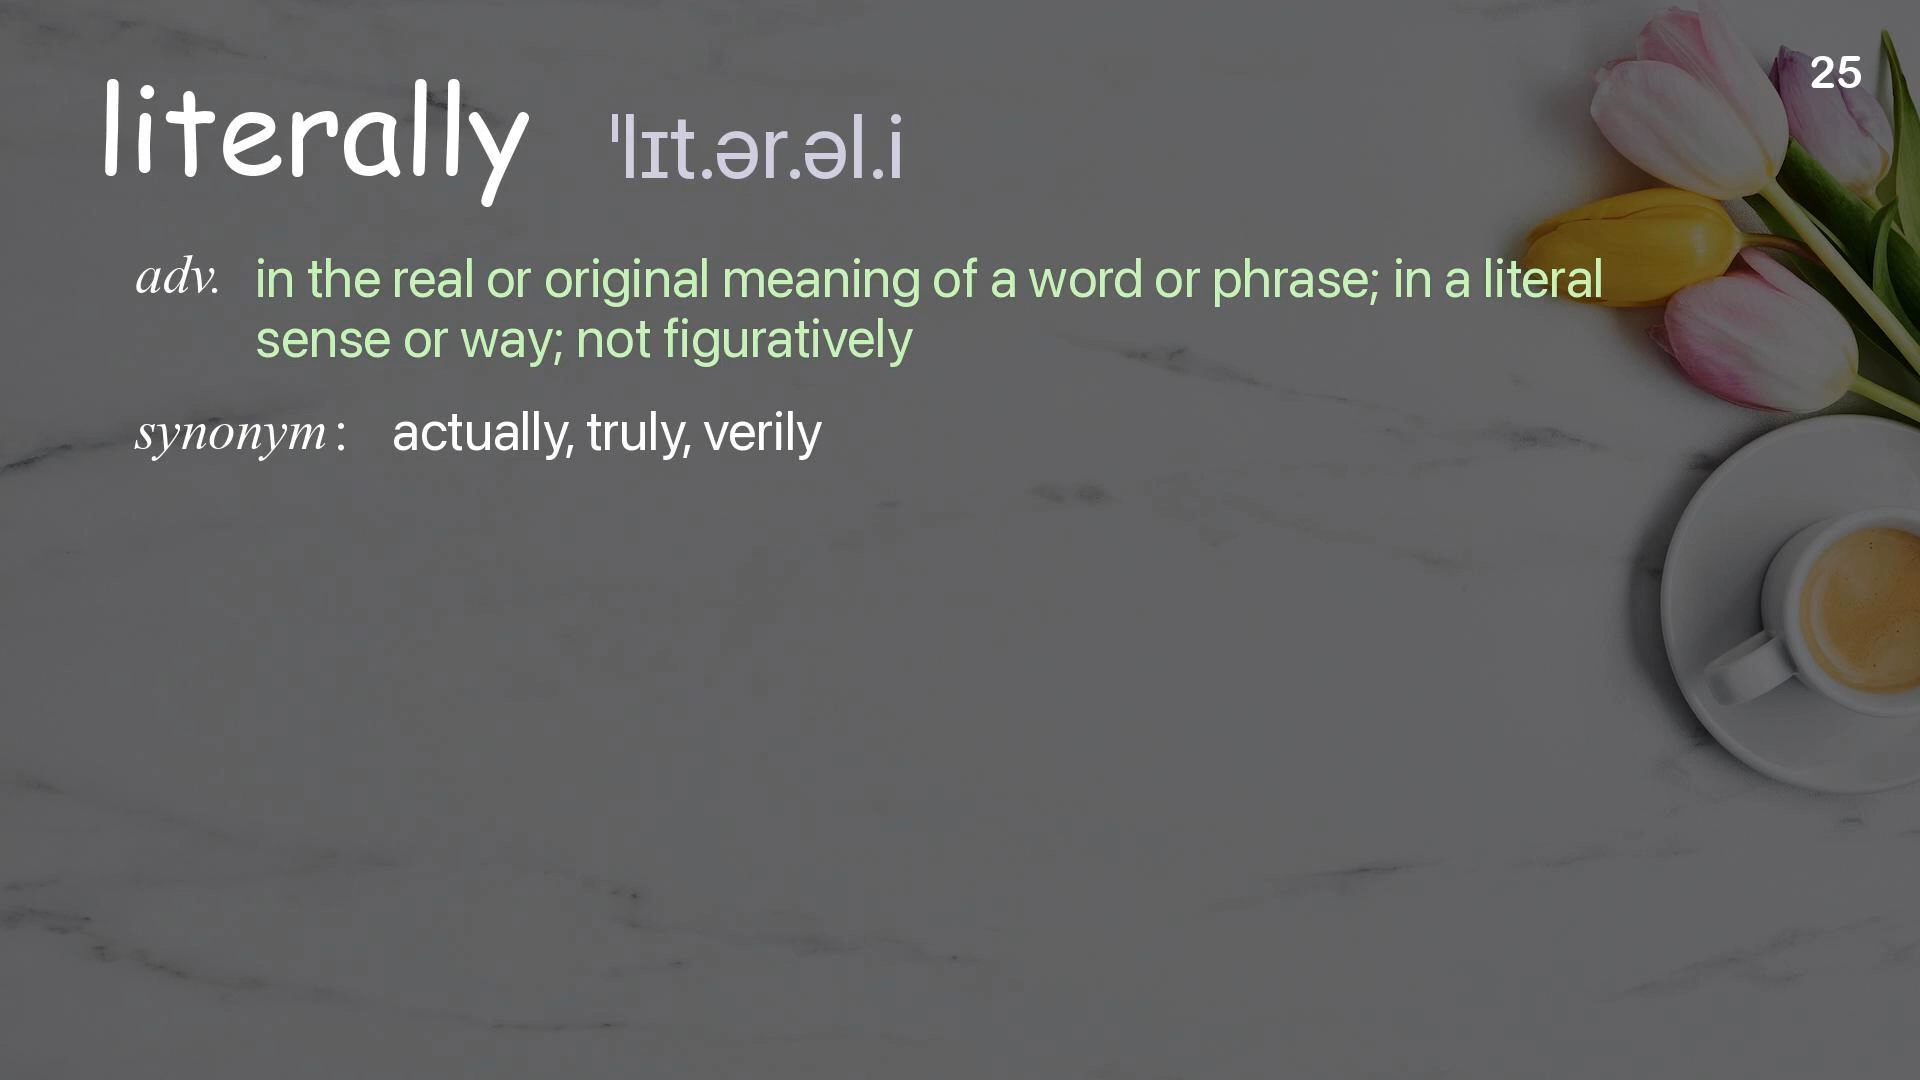 25
literally ˈlɪt.ər.əl.i
adv. in the real or original meaning of a word or phrase; in a literal
sense or way; not figuratively
synonym: actually, truly, verily